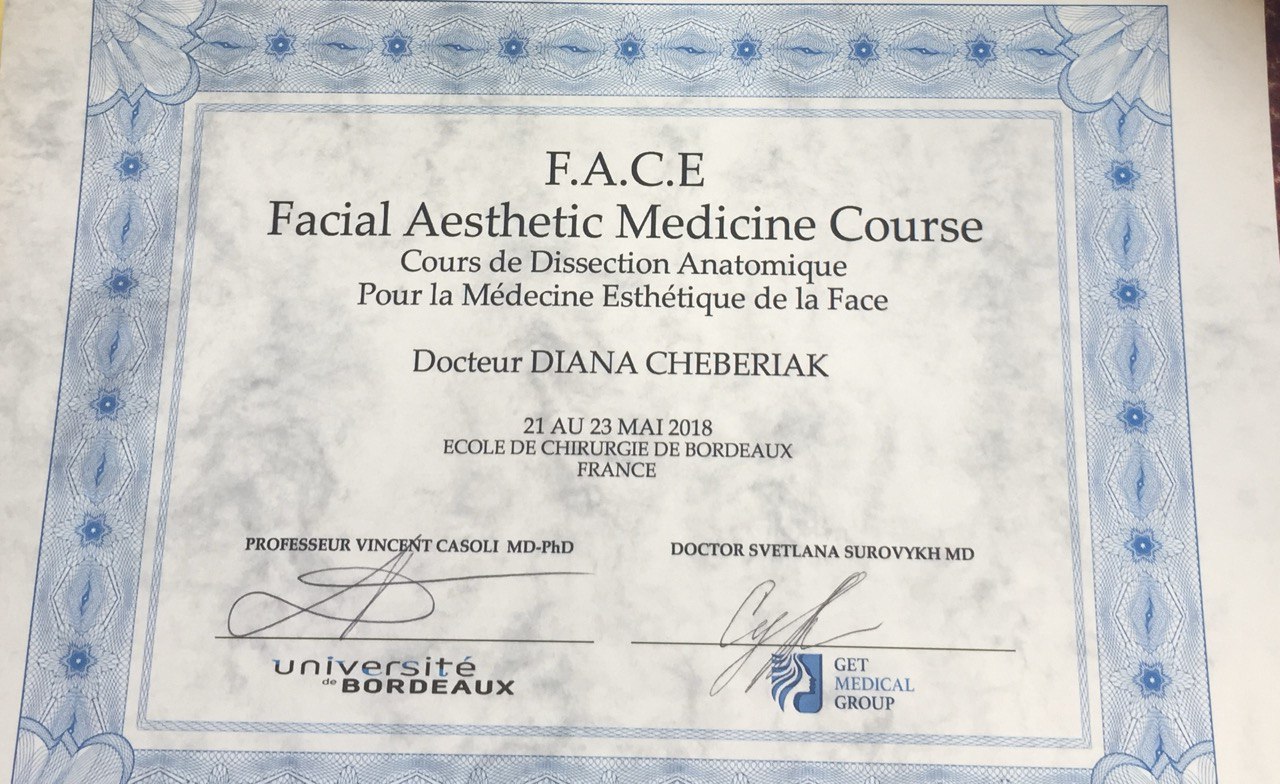 F.A.C.E
Facial Aesthetic Medicine Course
Cours de Dissection Anatomique
Pour la Médecine Esthétique de la Face
Docteur DIANA CHEBERIAK
21 AU 23 MAI 2018
ECOLE DE CHIRURGIE DE BORDEAUX
FRANCE
PROFESSEUR VINCENT CASOLI MD-PhD
DOCTOR SVETLANA SUROVYKH MD
université
de BORDEAUX
GET
MEDICAL
GROUP